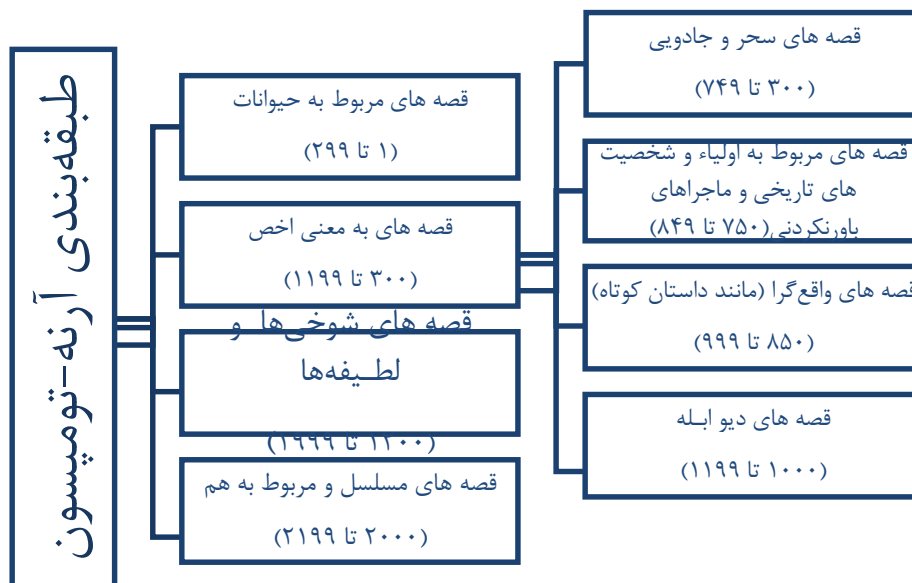 طبقه‌بندی آرنه-تومپسون
قصه های مربوط به حیوانات
(۱ تا ۲۹۹)
قصه های به معنی اخص
(۳۰۰ تا ۱۱۹۹)
قصه های شوخی‌ها و
لطیفه‌ها
(۱۲۰۰ تا ۱۹۹۹)
قصه های مسلسل و مربوط به هم
(۲۰۰۰ تا ۲۱۹۹)
قصه های سحر و جادویی
(۳۰۰ تا ۷۴۹)
قصه های مربوط به اولیاء و شخصیت
های تاریخی و ماجراهای
باورنکردنی(۷۵۰ تا ۸۴۹)
قصه های واقع‌گرا (مانند داستان کوتاه)
(۸۵۰ تا ۹۹۹)
قصه های دیو ابله
(۱۰۰۰ تا ۱۱۹۹)